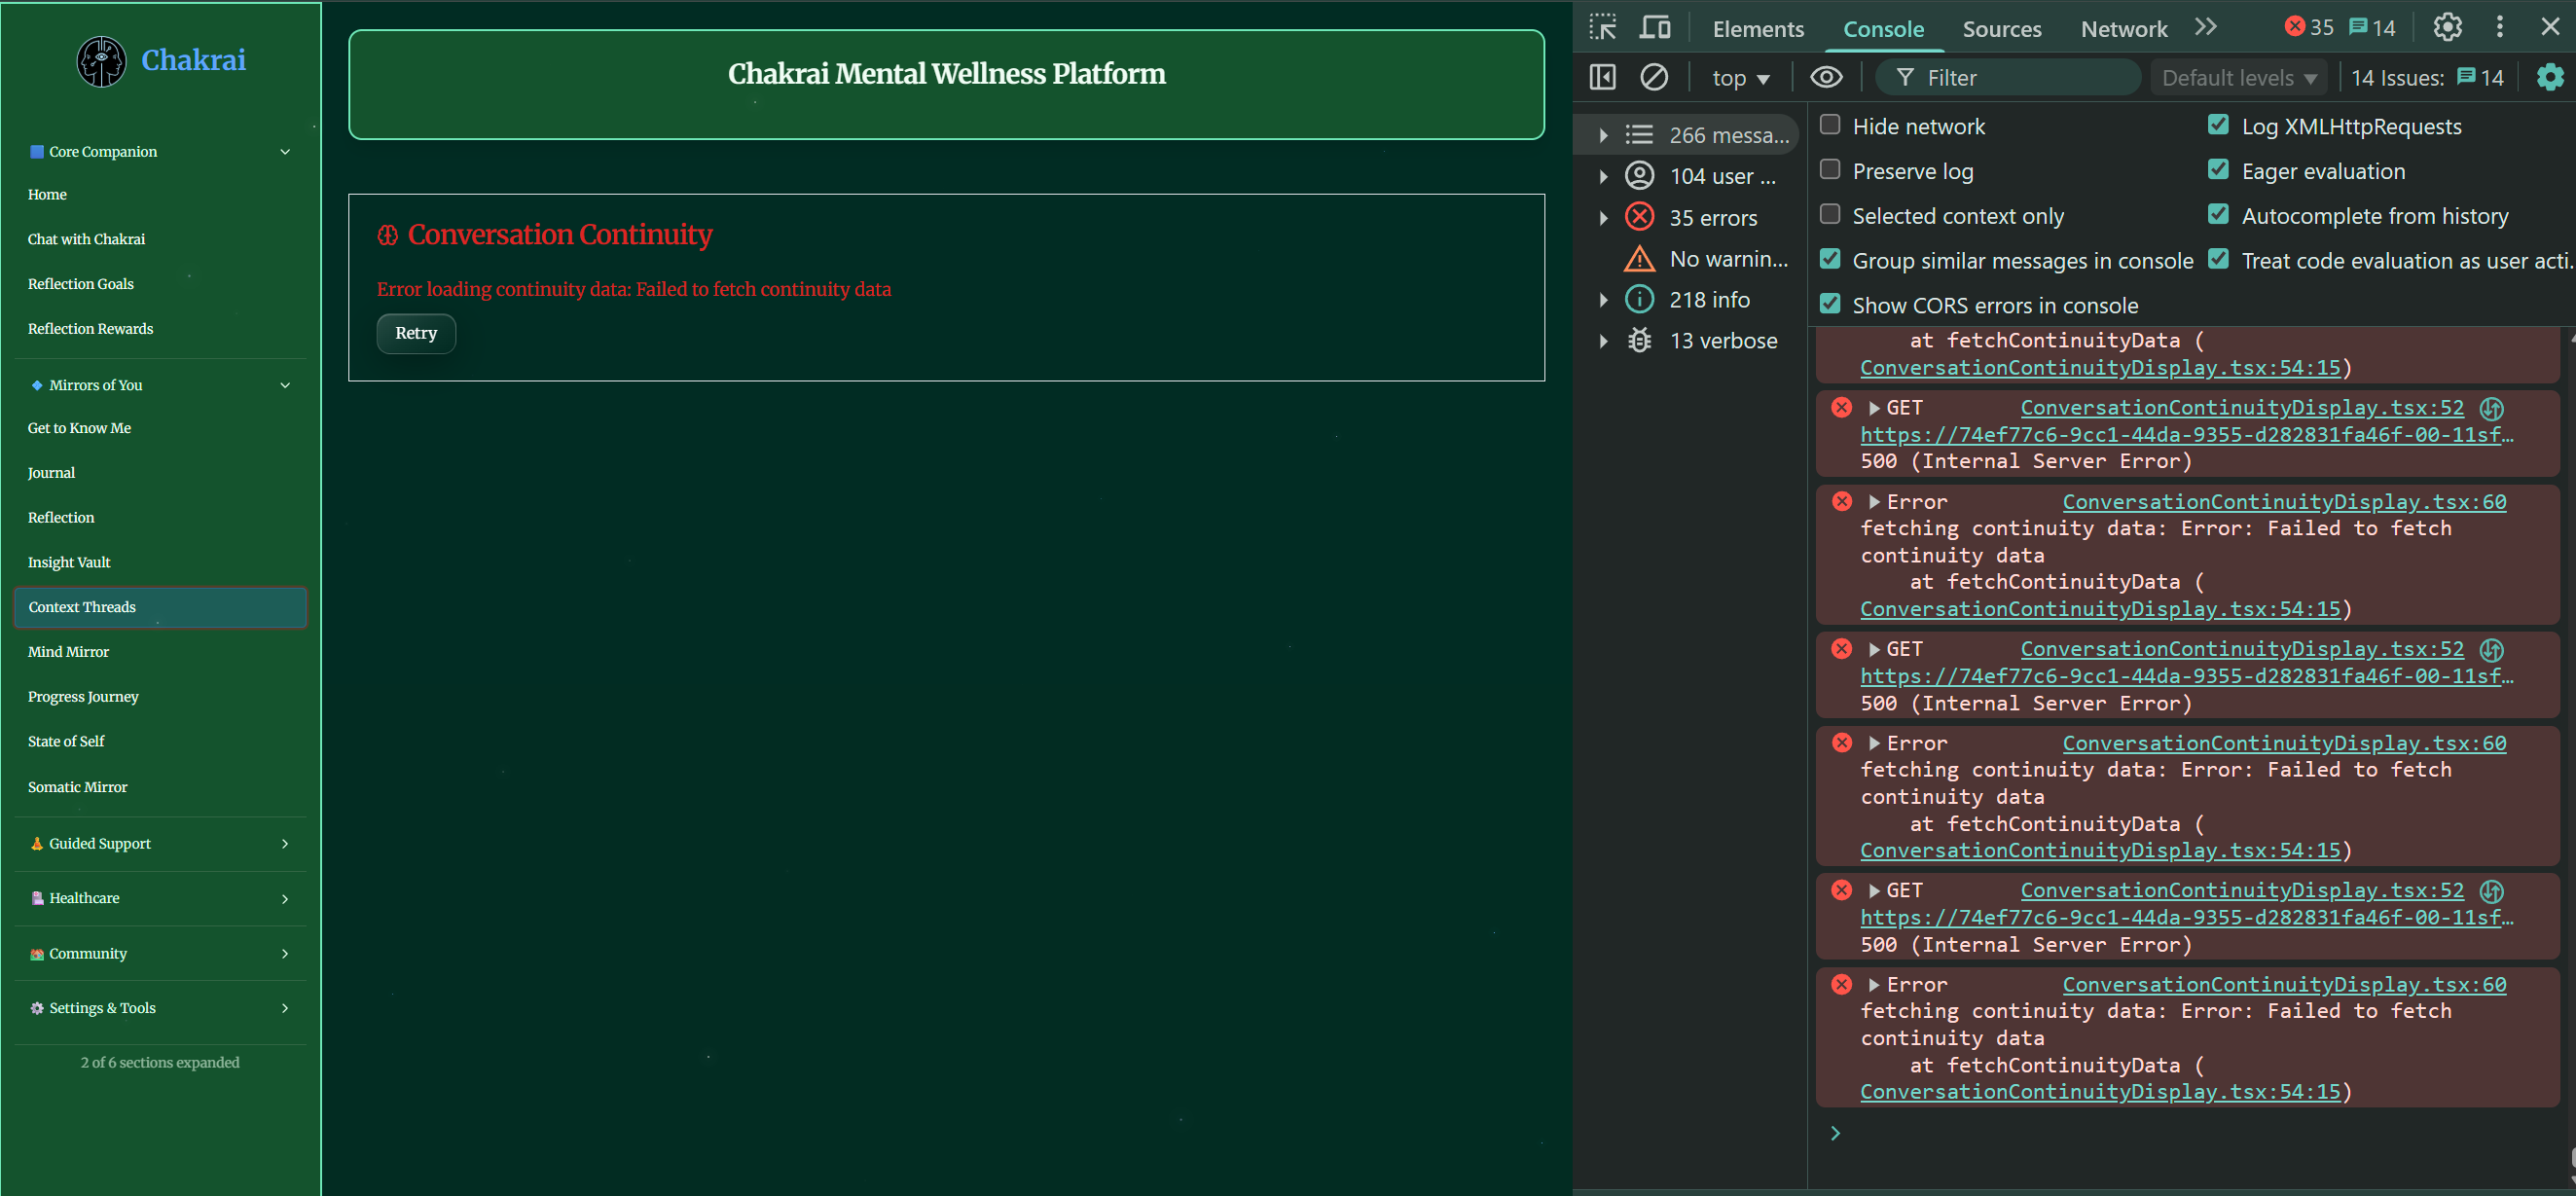 Chakrai
Core Companion
Home
Chat with Chakrai
Reflection Goals
Reflection Rewards
Mirrors of You
Get to Know Me
Journal
Reflection
Insight Vault
Context Threads
Mind Mirror
Progress Journey
State of Self
Somatic Mirror
Guided Support
Healthcare
Community
Settings & Tools
2 of 6 sections expanded
Chakrai Mental Wellness Platform
Conversation Continuity
Error loading continuity data: Failed to fetch continuity data
Retry
Elements Console Sources Network 35 14
top Filter Default levels 14 Issues: 14
266 messa...
104 user ...
35 errors
No warnin...
218 info
13 verbose
Hide network Log XMLHttpRequests
Preserve log Eager evaluation
Selected context only Autocomplete from history
Group similar messages in console Treat code evaluation as user acti...
Show CORS errors in console
at fetchContinuityData (
ConversationContinuityDisplay.tsx:54:15)
GET ConversationContinuityDisplay.tsx:52
https://74ef77c6-9cc1-44da-9355-d282831fa46f-00-11sf…
500 (Internal Server Error)
Error ConversationContinuityDisplay.tsx:60
fetching continuity data: Error: Failed to fetch
continuity data
at fetchContinuityData (
ConversationContinuityDisplay.tsx:54:15)
GET ConversationContinuityDisplay.tsx:52
https://74ef77c6-9cc1-44da-9355-d282831fa46f-00-11sf…
500 (Internal Server Error)
Error ConversationContinuityDisplay.tsx:60
fetching continuity data: Error: Failed to fetch
continuity data
at fetchContinuityData (
ConversationContinuityDisplay.tsx:54:15)
GET ConversationContinuityDisplay.tsx:52
https://74ef77c6-9cc1-44da-9355-d282831fa46f-00-11sf…
500 (Internal Server Error)
Error ConversationContinuityDisplay.tsx:60
fetching continuity data: Error: Failed to fetch
continuity data
at fetchContinuityData (
ConversationContinuityDisplay.tsx:54:15)